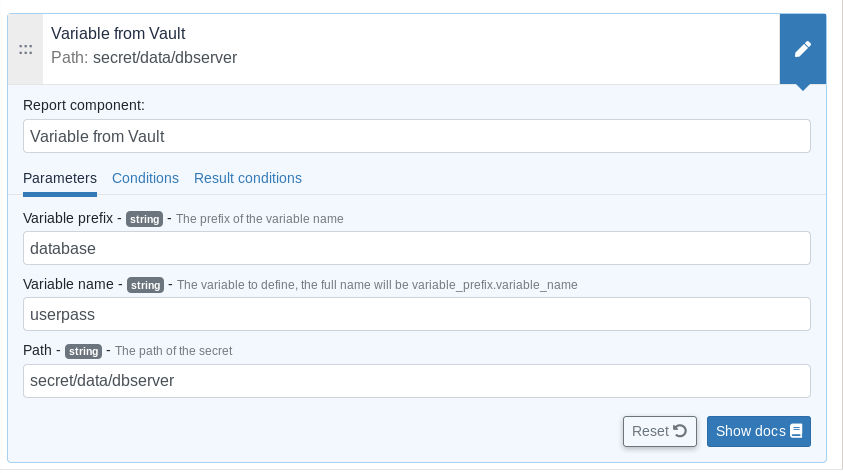 Variable from Vault
Path: secret/data/dbserver
Report component:
Variable from Vault
Parameters Conditions Result conditions
Variable prefix - string - The prefix of the variable name
database
Variable name - string - The variable to define, the full name will be variable_prefix.variable_name
userpass
Path - string - The path of the secret
secret/data/dbserver
Reset Show docs